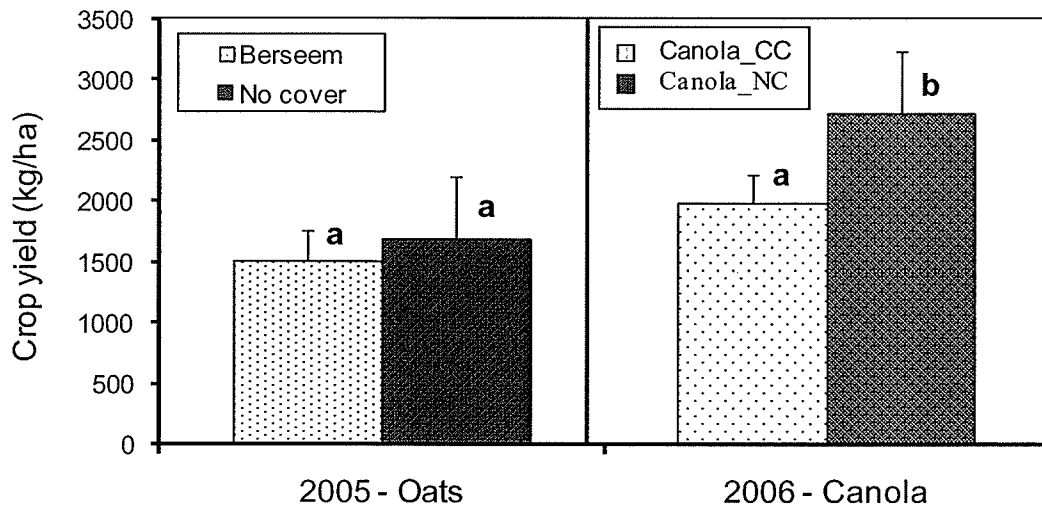 Crop yield (kg/ha)
3500
3000
2500
2000
1500
1000
500
0
Berseem
No cover
a
a
2005 - Oats
Canola_CC
Canola_NC
a
b
2006 - Canola